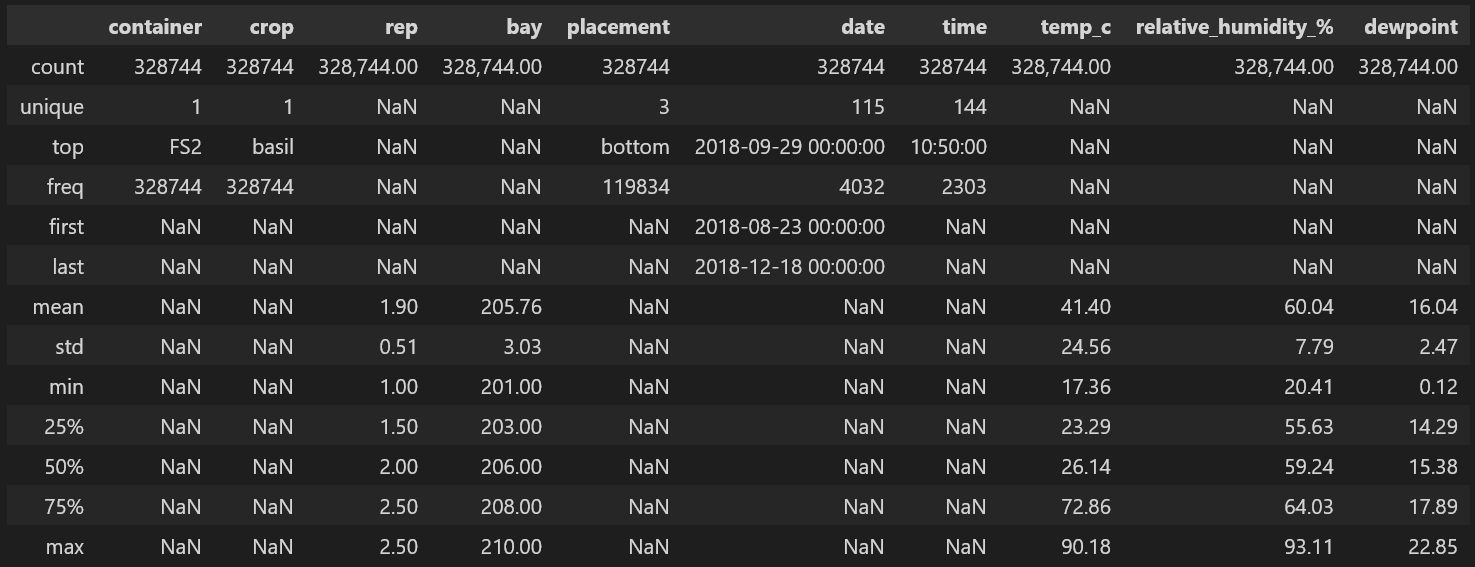 container crop rep bay placement date time temp_c relative_humidity_% dewpoint
count 328744 328744 328,744.00 328,744.00 328744 328744 328744 328,744.00 328,744.00 328,744.00
unique 1 1 NaN NaN 3 115 144 NaN NaN NaN
top FS2 basil NaN NaN bottom 2018-09-29 00:00:00 10:50:00 NaN NaN NaN
freq 328744 328744 NaN NaN 119834 4032 2303 NaN NaN NaN
first NaN NaN NaN NaN NaN 2018-08-23 00:00:00 NaN NaN NaN NaN
last NaN NaN NaN NaN NaN 2018-12-18 00:00:00 NaN NaN NaN NaN
mean NaN NaN 1.90 205.76 NaN NaN NaN 41.40 60.04 16.04
std NaN NaN 0.51 3.03 NaN NaN NaN 24.56 7.79 2.47
min NaN NaN 1.00 201.00 NaN NaN NaN 17.36 20.41 0.12
25% NaN NaN 1.50 203.00 NaN NaN NaN 23.29 55.63 14.29
50% NaN NaN 2.00 206.00 NaN NaN NaN 26.14 59.24 15.38
75% NaN NaN 2.50 208.00 NaN NaN NaN 72.86 64.03 17.89
max NaN NaN 2.50 210.00 NaN NaN NaN 90.18 93.11 22.85